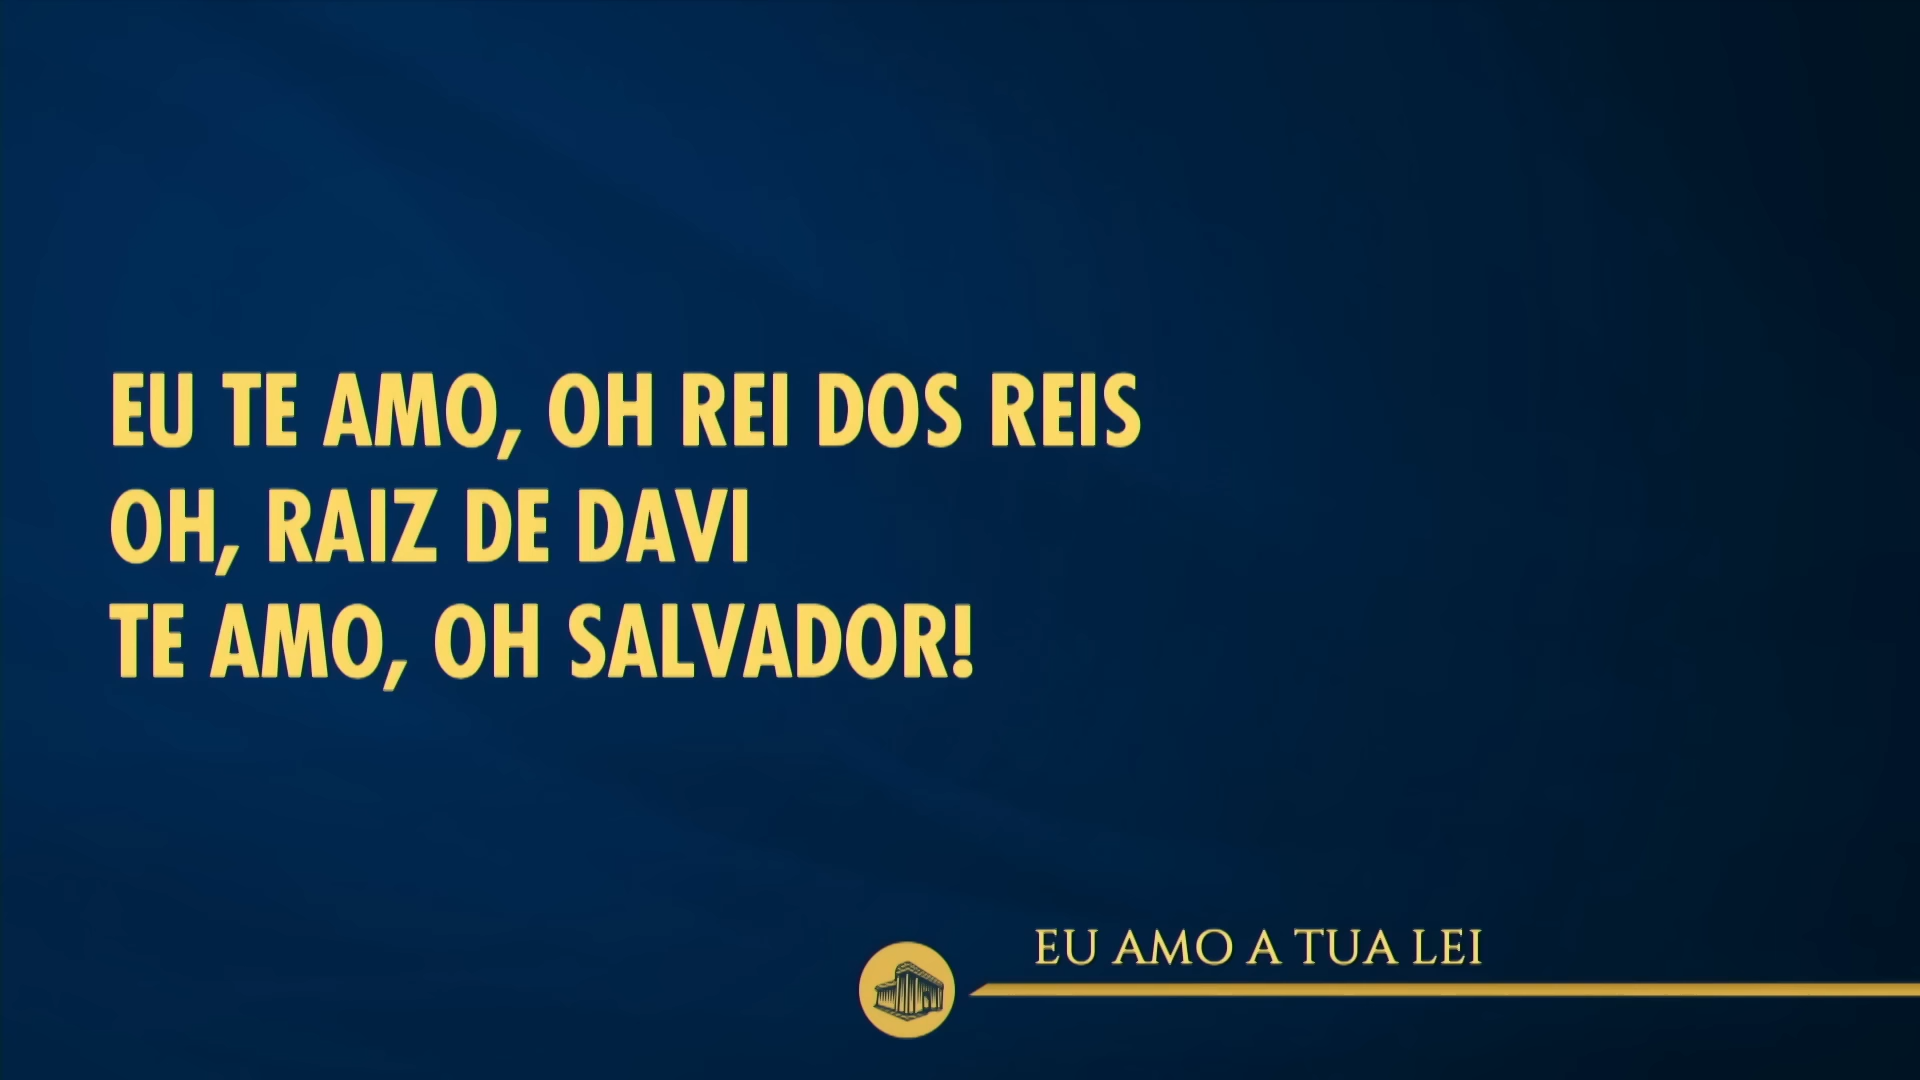 EU TE AMO, OH REI DOS REIS
OH, RAIZ DE DAVI
TE AMO, OH SALVADOR!
EU AMO A TUA LEI